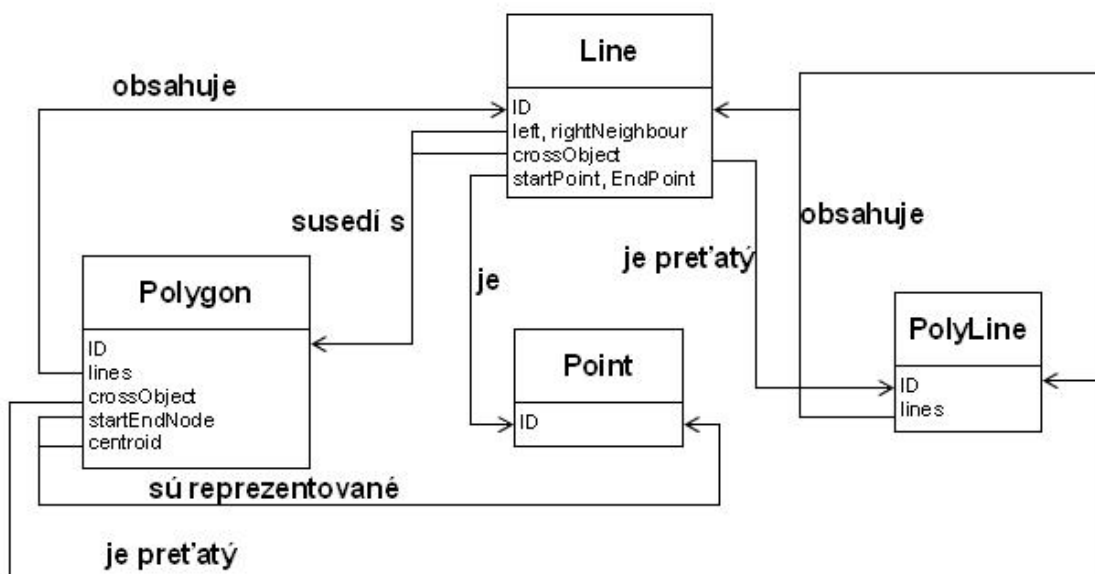 Line
ID
left, rightNeighbour
crossObject
startPoint, EndPoint
obsahuje
susedí s
je
je preťatý
obsahuje
Polygon
ID
lines
crossObject
startEndNode
centroid
Point
ID
PolyLine
ID
lines
sú reprezentované
je preťatý